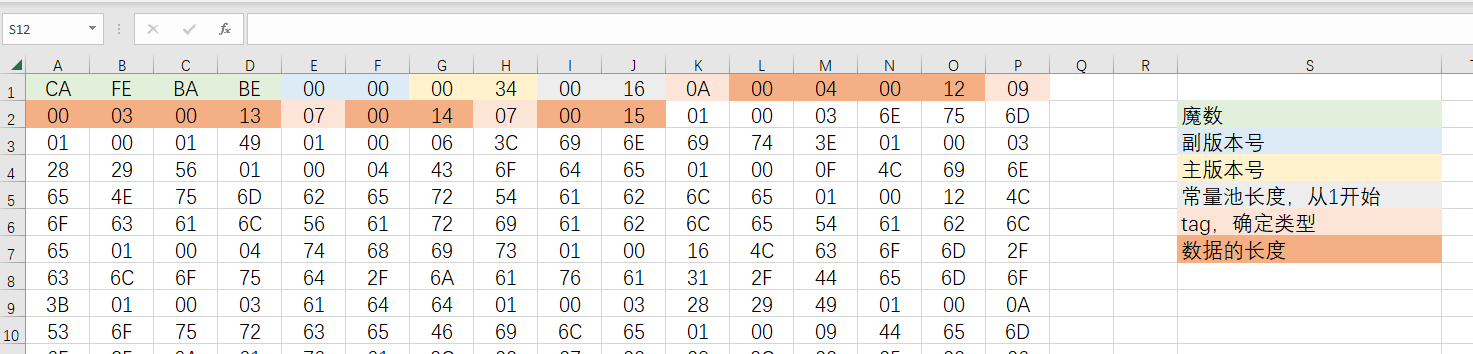 S12 fx
A B C D E F G H I J K L M N O P Q R S
1 CA FE BA BE 00 00 00 34 00 16 0A 00 04 00 12 09
2 00 03 00 13 07 00 14 07 00 15 01 00 03 6E 75 6D 魔数
3 01 00 01 49 01 00 06 3C 69 6E 69 74 3E 01 00 03 副版本号
4 28 29 56 01 00 04 43 6F 64 65 01 00 0F 4C 69 6E 主版本号
5 65 4E 75 6D 62 65 72 54 61 62 6C 65 01 00 12 4C 常量池长度，从1开始
6 6F 63 61 6C 56 61 72 69 61 62 6C 65 54 61 62 6C tag，确定类型
7 65 01 00 04 74 68 69 73 01 00 16 4C 63 6F 6D 2F 数据的长度
8 63 6C 6F 75 64 2F 6A 61 76 61 31 2F 44 65 6D 6F
9 3B 01 00 03 61 64 64 01 00 03 28 29 49 01 00 0A
10 53 6F 75 72 63 65 46 69 6C 65 01 00 09 44 65 6D